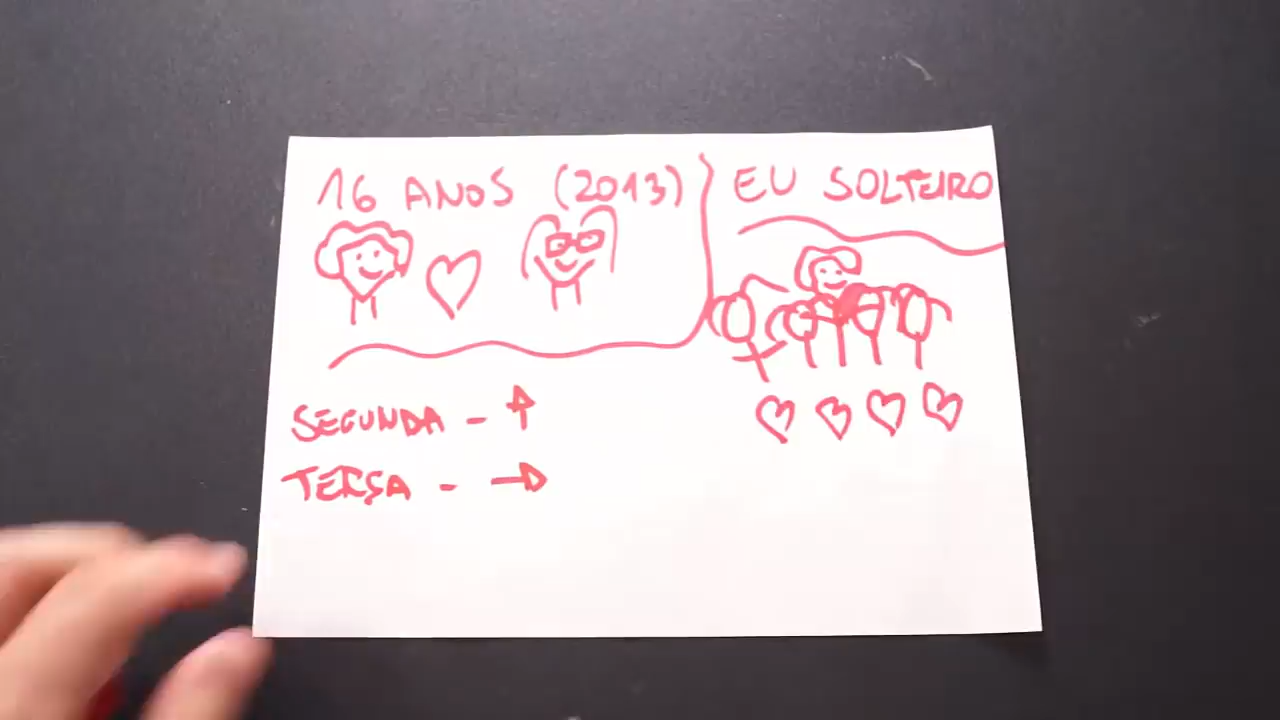 16 ANOS (2013)
EU SOLTEIRO
SEGUNDA - ↑
TERÇA - →